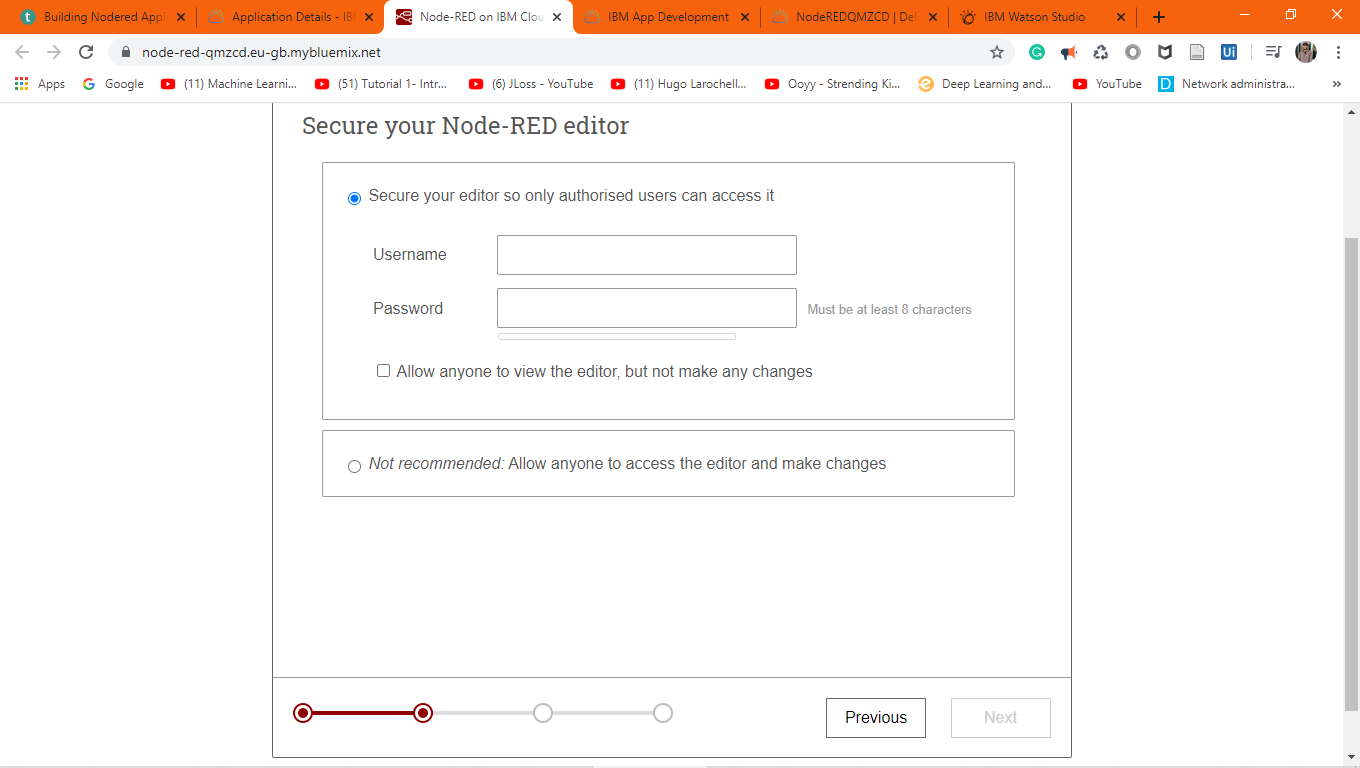 Building Nodered Appl
Application Details - IB
Node-RED on IBM Clou
IBM App Development
NodeREDQMZCD | Del
IBM Watson Studio
node-red-qmzcd.eu-gb.mybluemix.net
Apps
Google
(11) Machine Learni...
(51) Tutorial 1- Intr...
(6) JLoss - YouTube
(11) Hugo Larochell...
Ooyy - Strending Ki...
Deep Learning and...
YouTube
Network administra...
Secure your Node-RED editor
Secure your editor so only authorised users can access it
Username
Password
Must be at least 8 characters
Allow anyone to view the editor, but not make any changes
Not recommended: Allow anyone to access the editor and make changes
Previous
Next